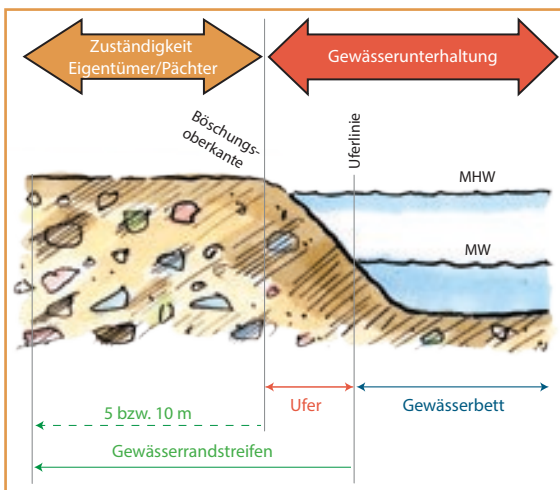 Zuständigkeit
Eigentümer/Pächter
Gewässerunterhaltung
Böschungs-
oberkante
Uferlinie
MHW
MW
5 bzw. 10 m
Ufer
Gewässerbett
Gewässerrandstreifen